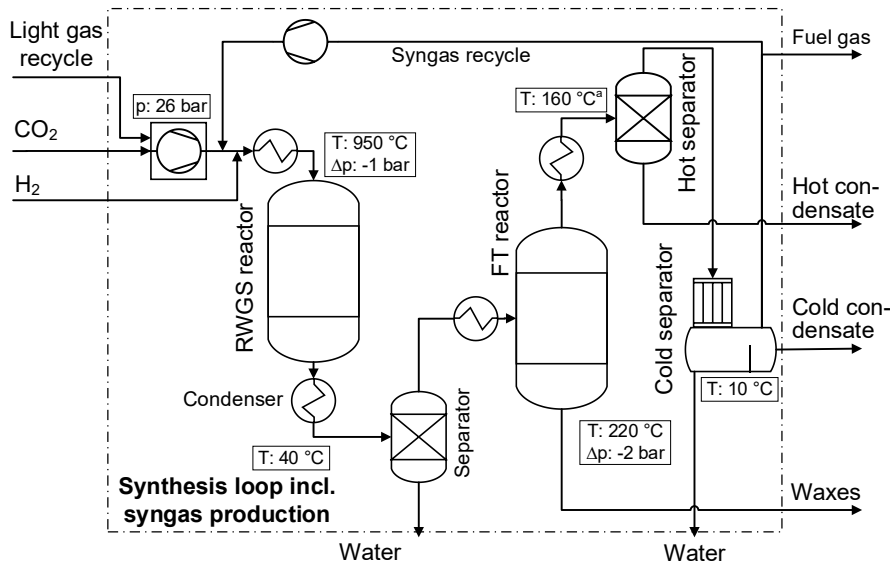 Light gas
recycle
CO₂
H₂
p: 26 bar
Syngas recycle
T: 950 °C
Δp: -1 bar
RWGS reactor
Condenser
T: 40 °C
Separator
Synthesis loop incl.
syngas production
Water
FT reactor
T: 160 °Cᵃ
Hot separator
T: 220 °C
Δp: -2 bar
Cold separator
T: 10 °C
Water
Fuel gas
Hot con-
densate
Cold con-
densate
Waxes